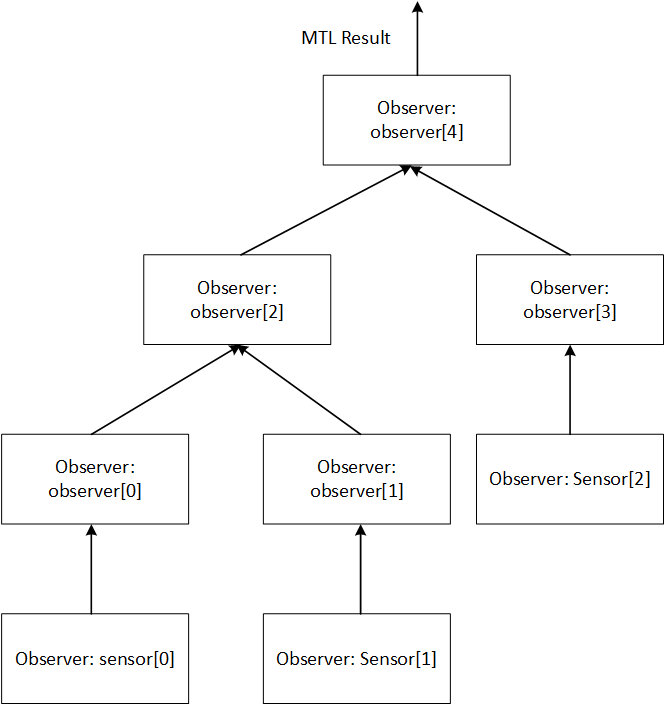 MTL Result
Observer:
observer[4]
Observer:
observer[2]
Observer:
observer[3]
Observer:
observer[0]
Observer:
observer[1]
Observer: Sensor[2]
Observer: sensor[0]
Observer: Sensor[1]